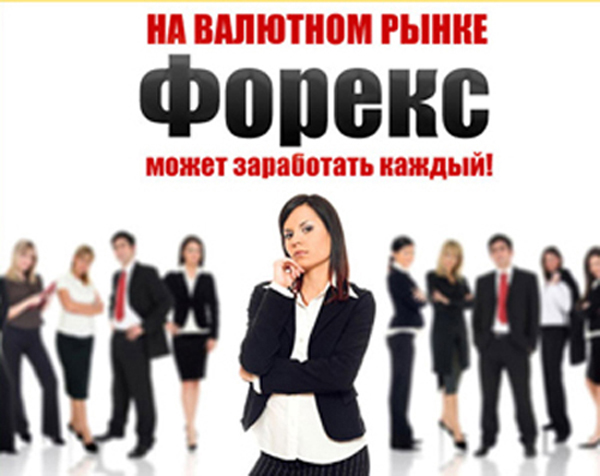 НА ВАЛЮТНОМ РЫНКЕ
Форекс
может заработать каждый!